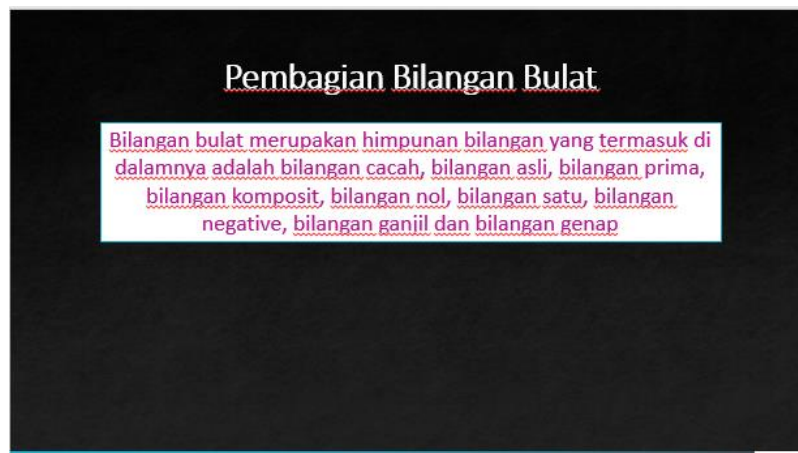 Pembagian Bilangan Bulat
Bilangan bulat merupakan himpunan bilangan yang termasuk di
dalamnya adalah bilangan cacah, bilangan asli, bilangan prima,
bilangan komposit, bilangan nol, bilangan satu, bilangan
negative, bilangan ganjil dan bilangan genap